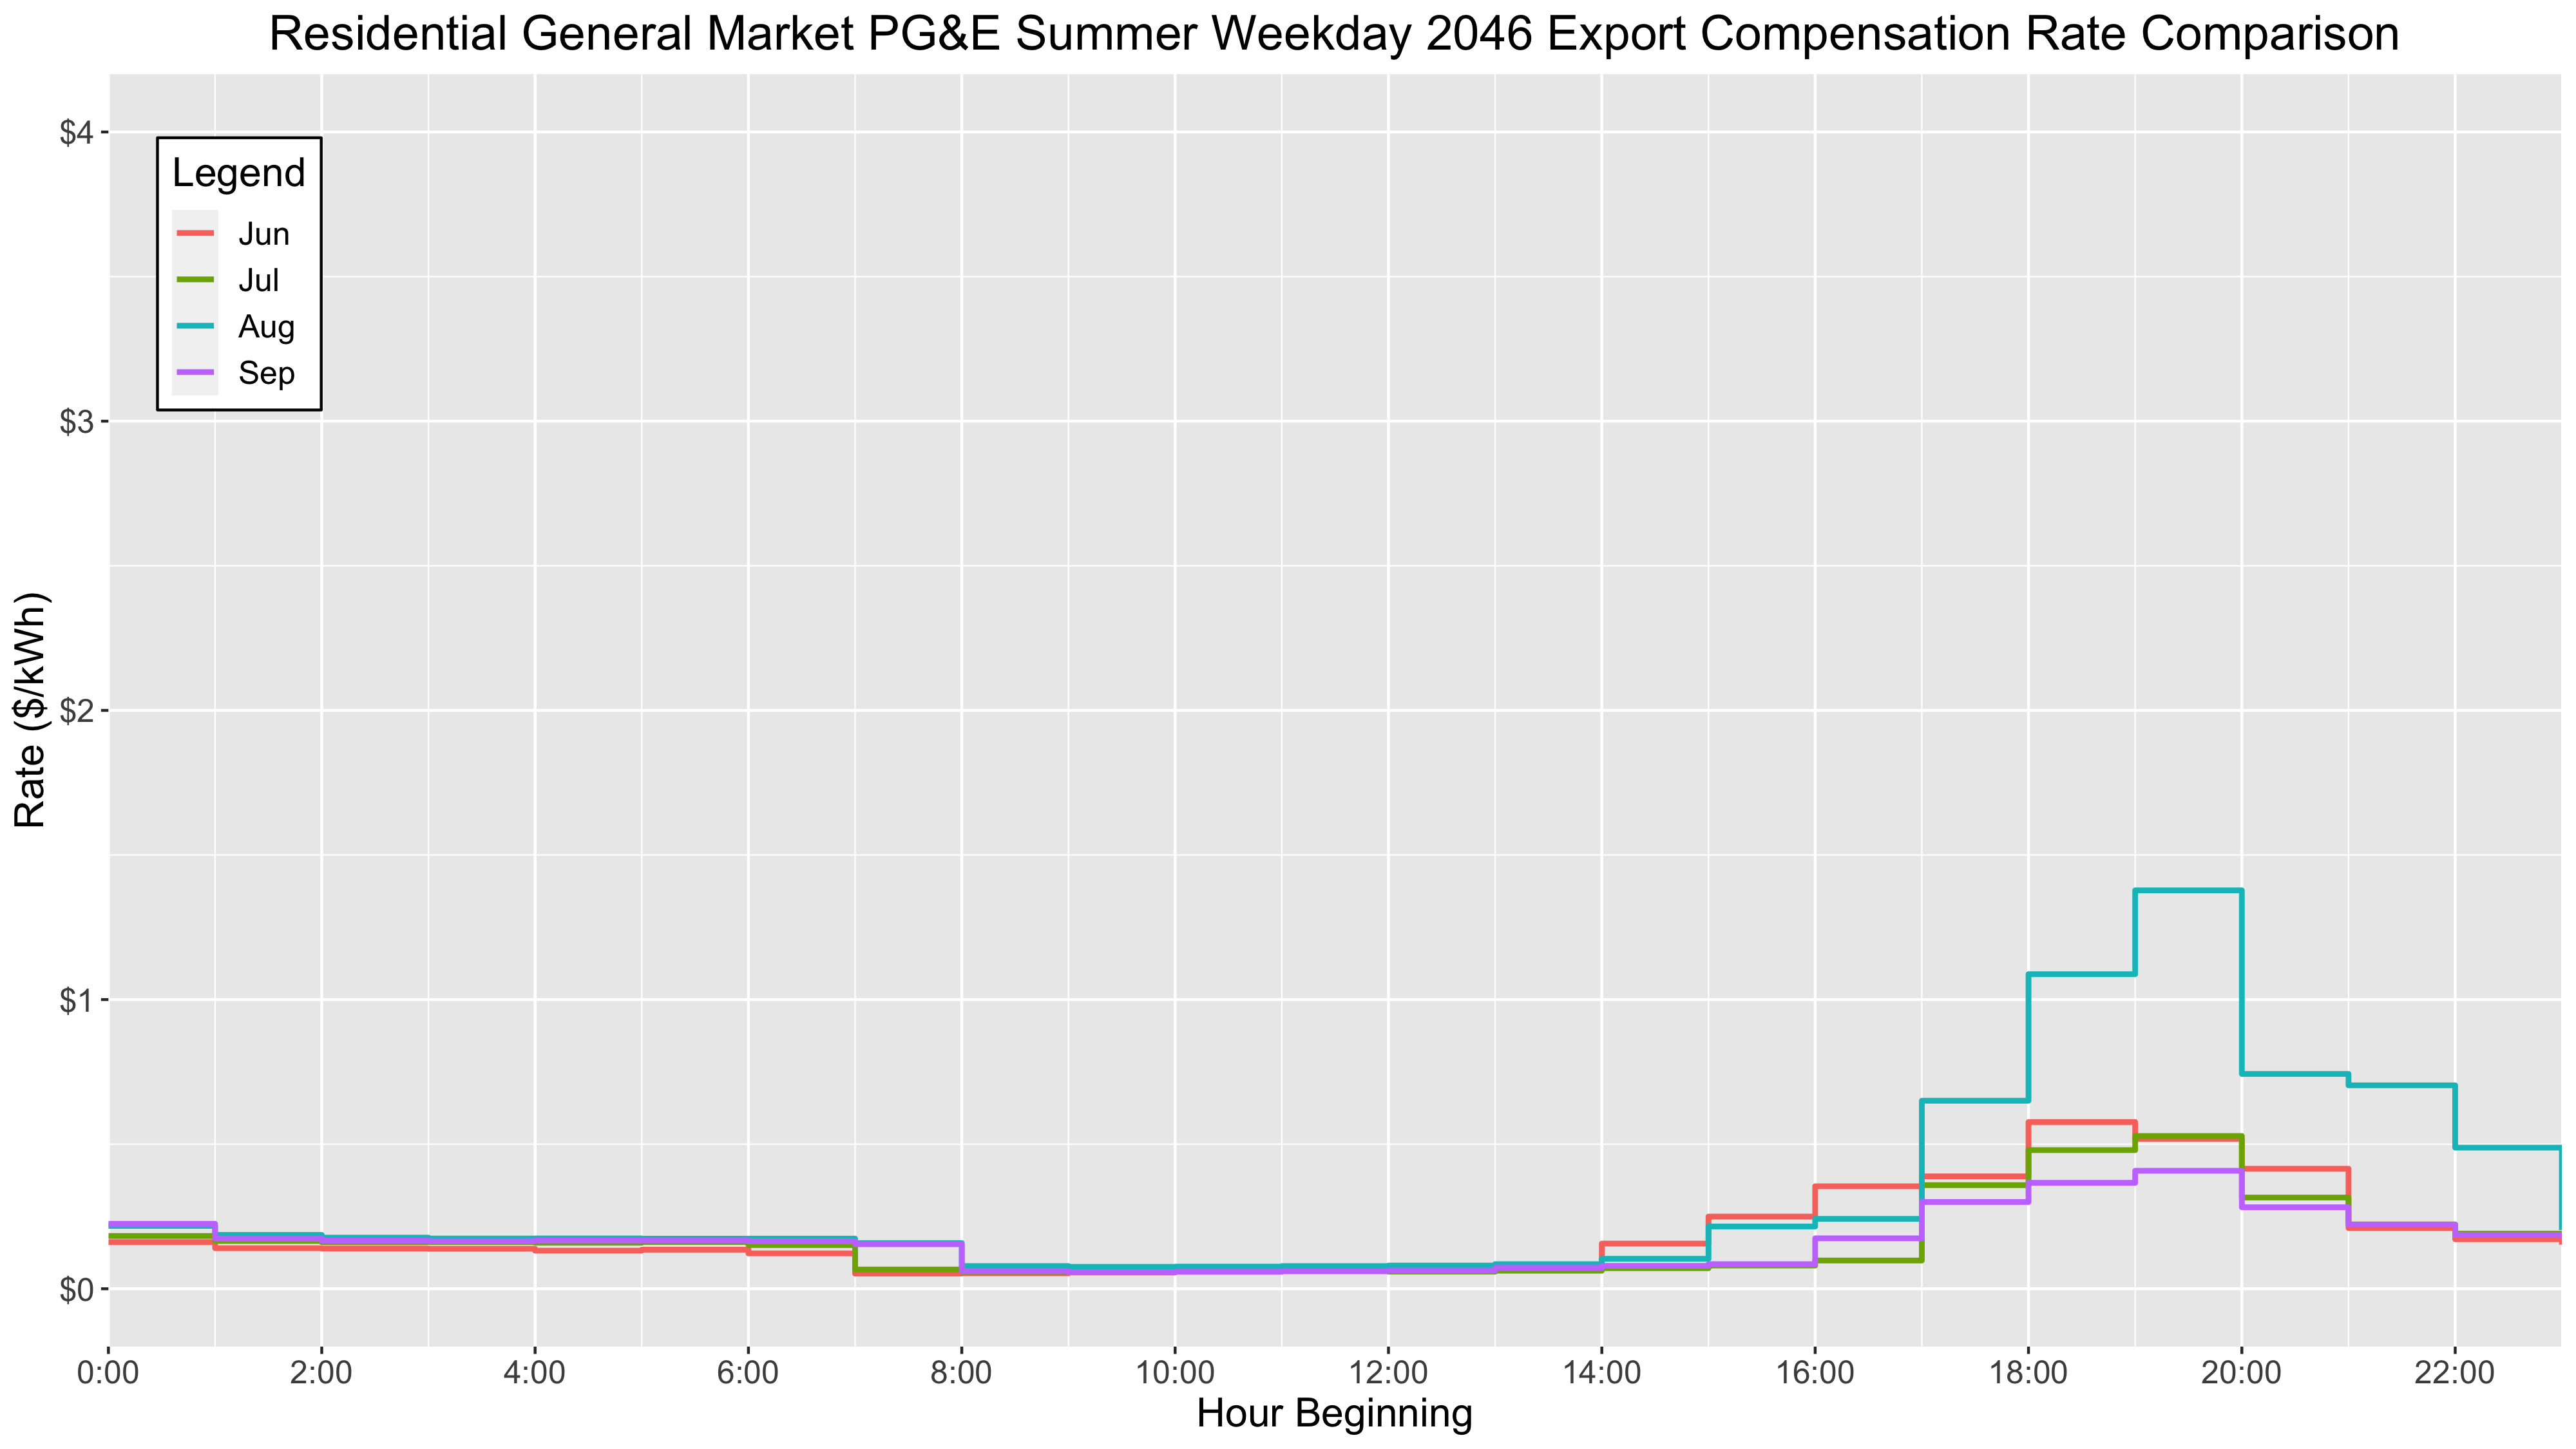 Residential General Market PG&E Summer Weekday 2046 Export Compensation Rate Comparison
$4
Legend
Jun
Jul
Aug
Sep
$3
Rate ($/kWh)
$2
$1
$0
0:00 2:00 4:00 6:00 8:00 10:00 12:00 14:00 16:00 18:00 20:00 22:00
Hour Beginning